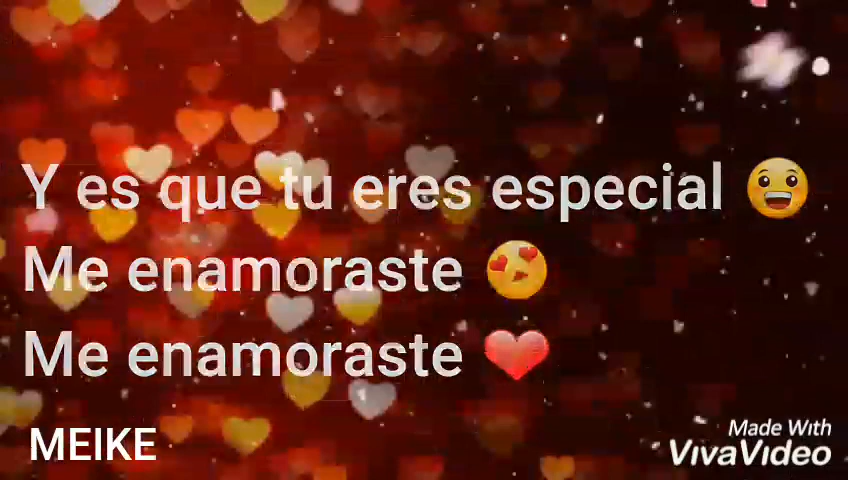 Y es que tu eres especial 😀
Me enamoraste 😍
Me enamoraste ❤
MEIKE
Made With
VivaVideo